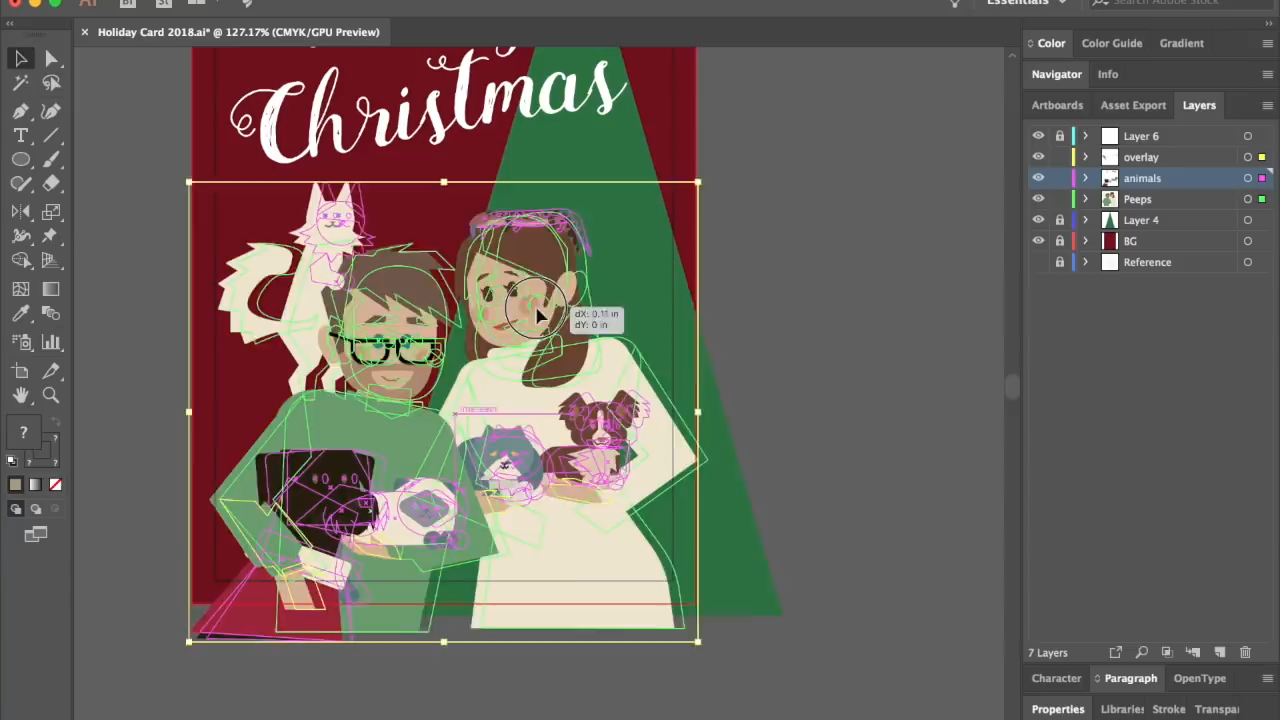 Essentials
Search Adobe Stock
Holiday Card 2018.ai* @ 127.17% (CMYK/GPU Preview)
Christmas
dX: 0.11 in
dY: 0 in
Color
Color Guide
Gradient
Navigator
Info
Artboards
Asset Export
Layers
Layer 6
overlay
animals
Peeps
Layer 4
BG
Reference
7 Layers
Character
Paragraph
OpenType
Properties
Libraries
Stroke
Transpa
?